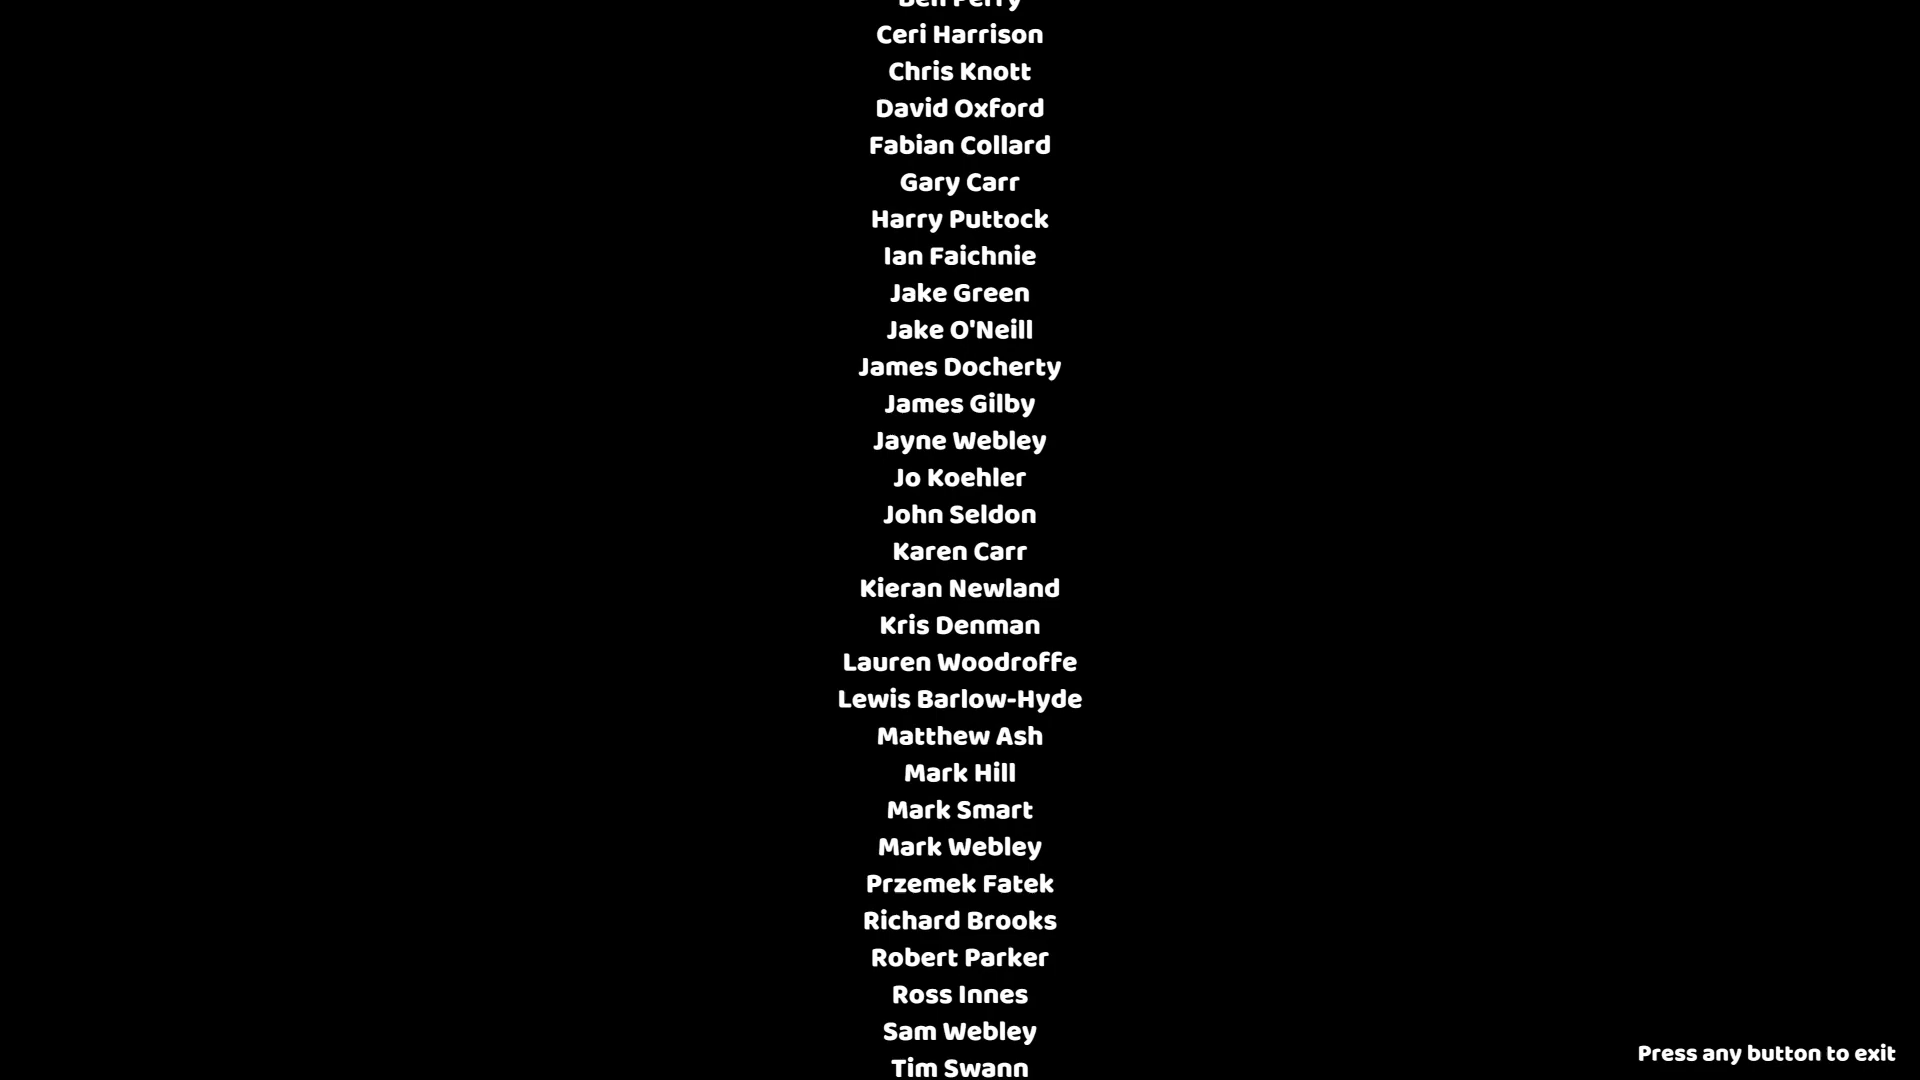 Ben Perry
Ceri Harrison
Chris Knott
David Oxford
Fabian Collard
Gary Carr
Harry Puttock
Ian Faichnie
Jake Green
Jake O'Neill
James Docherty
James Gilby
Jayne Webley
Jo Koehler
John Seldon
Karen Carr
Kieran Newland
Kris Denman
Lauren Woodroffe
Lewis Barlow-Hyde
Matthew Ash
Mark Hill
Mark Smart
Mark Webley
Przemek Fatek
Richard Brooks
Robert Parker
Ross Innes
Sam Webley
Tim Swann
Press any button to exit